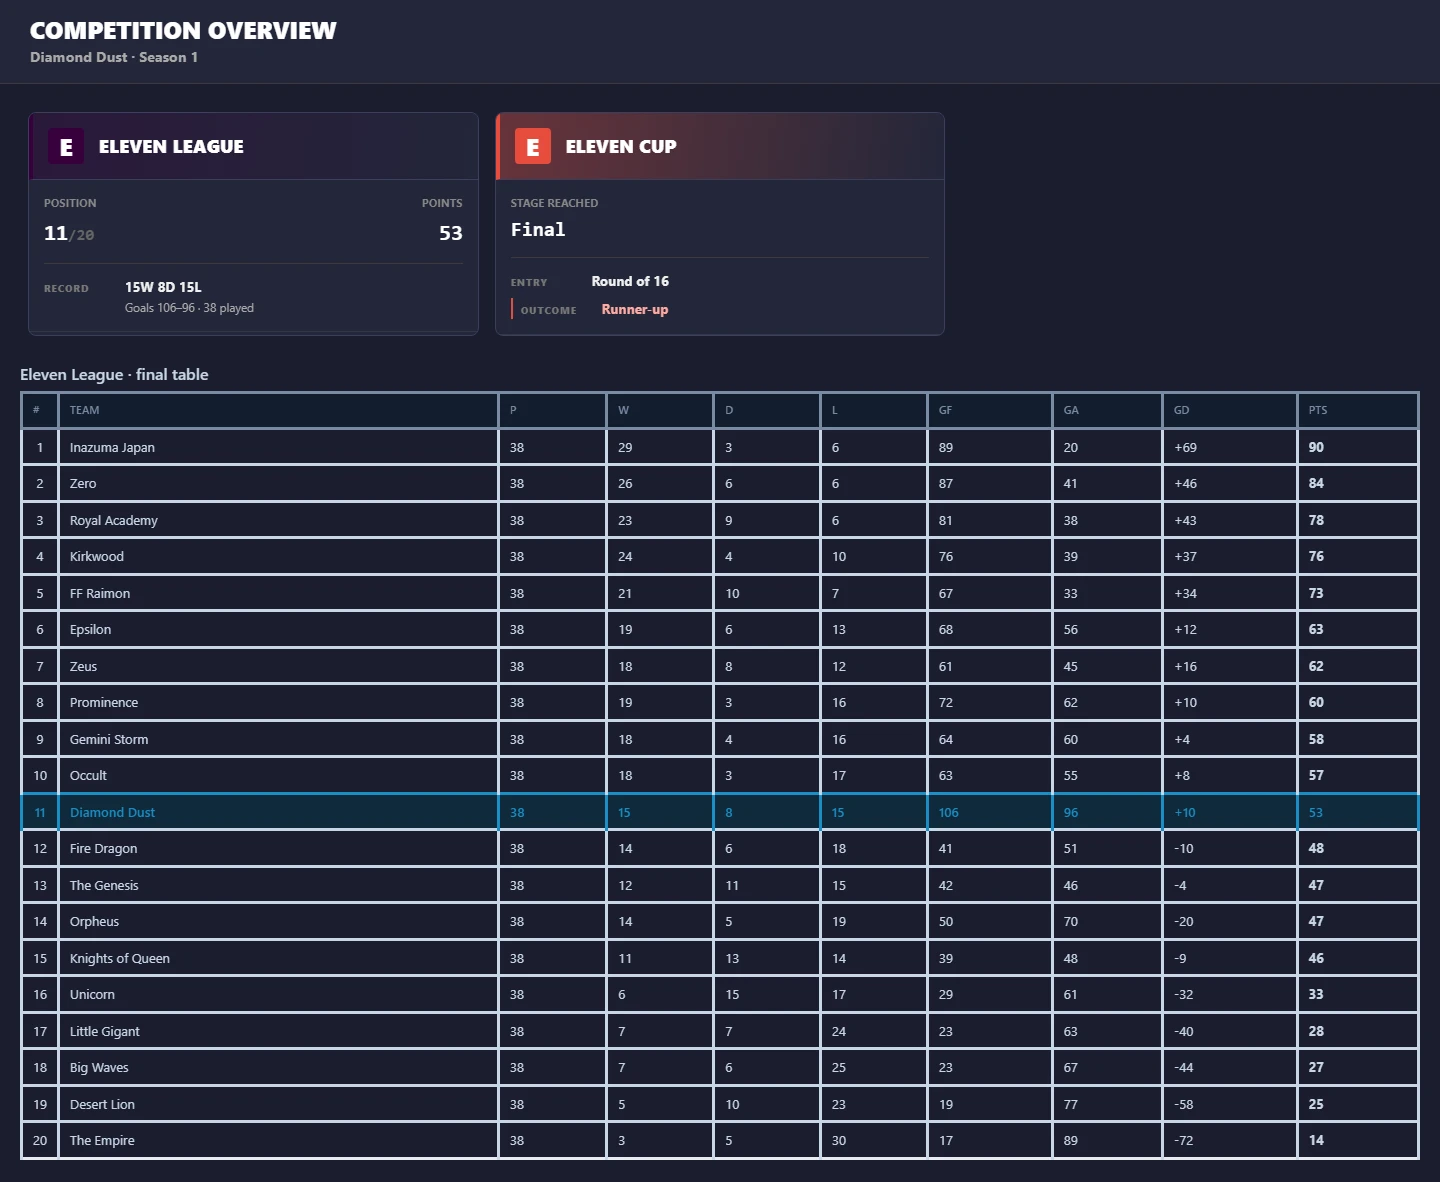 COMPETITION OVERVIEW
Diamond Dust · Season 1
E ELEVEN LEAGUE
POSITION POINTS
11/20 53
RECORD 15W 8D 15L
Goals 106–96 · 38 played
E ELEVEN CUP
STAGE REACHED
Final
ENTRY Round of 16
OUTCOME Runner-up
Eleven League · final table
# TEAM P W D L GF GA GD PTS
1 Inazuma Japan 38 29 3 6 89 20 +69 90
2 Zero 38 26 6 6 87 41 +46 84
3 Royal Academy 38 23 9 6 81 38 +43 78
4 Kirkwood 38 24 4 10 76 39 +37 76
5 FF Raimon 38 21 10 7 67 33 +34 73
6 Epsilon 38 19 6 13 68 56 +12 63
7 Zeus 38 18 8 12 61 45 +16 62
8 Prominence 38 19 3 16 72 62 +10 60
9 Gemini Storm 38 18 4 16 64 60 +4 58
10 Occult 38 18 3 17 63 55 +8 57
11 Diamond Dust 38 15 8 15 106 96 +10 53
12 Fire Dragon 38 14 6 18 41 51 -10 48
13 The Genesis 38 12 11 15 42 46 -4 47
14 Orpheus 38 14 5 19 50 70 -20 47
15 Knights of Queen 38 11 13 14 39 48 -9 46
16 Unicorn 38 6 15 17 29 61 -32 33
17 Little Gigant 38 7 7 24 23 63 -40 28
18 Big Waves 38 7 6 25 23 67 -44 27
19 Desert Lion 38 5 10 23 19 77 -58 25
20 The Empire 38 3 5 30 17 89 -72 14